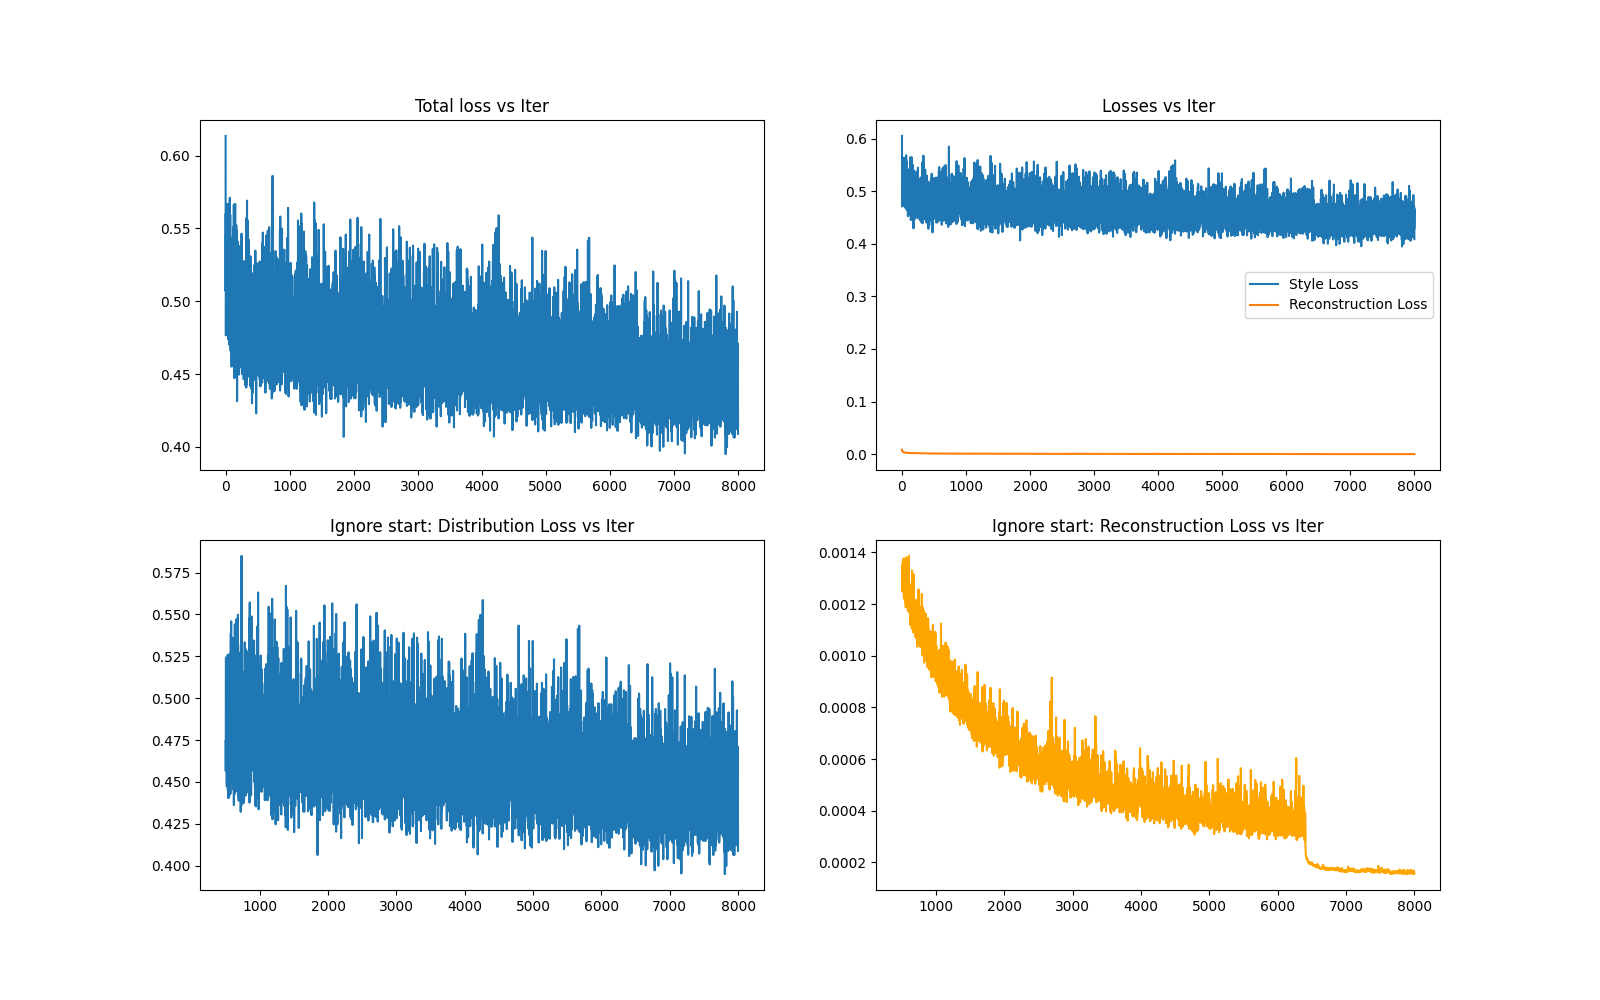 Total loss vs Iter
0.60
0.55
0.50
0.45
0.40
0 1000 2000 3000 4000 5000 6000 7000 8000
Losses vs Iter
0.6
0.5
0.4
0.3
0.2
0.1
0.0
Style Loss
Reconstruction Loss
0 1000 2000 3000 4000 5000 6000 7000 8000
Ignore start: Distribution Loss vs Iter
0.575
0.550
0.525
0.500
0.475
0.450
0.425
0.400
1000 2000 3000 4000 5000 6000 7000 8000
Ignore start: Reconstruction Loss vs Iter
0.0014
0.0012
0.0010
0.0008
0.0006
0.0004
0.0002
1000 2000 3000 4000 5000 6000 7000 8000